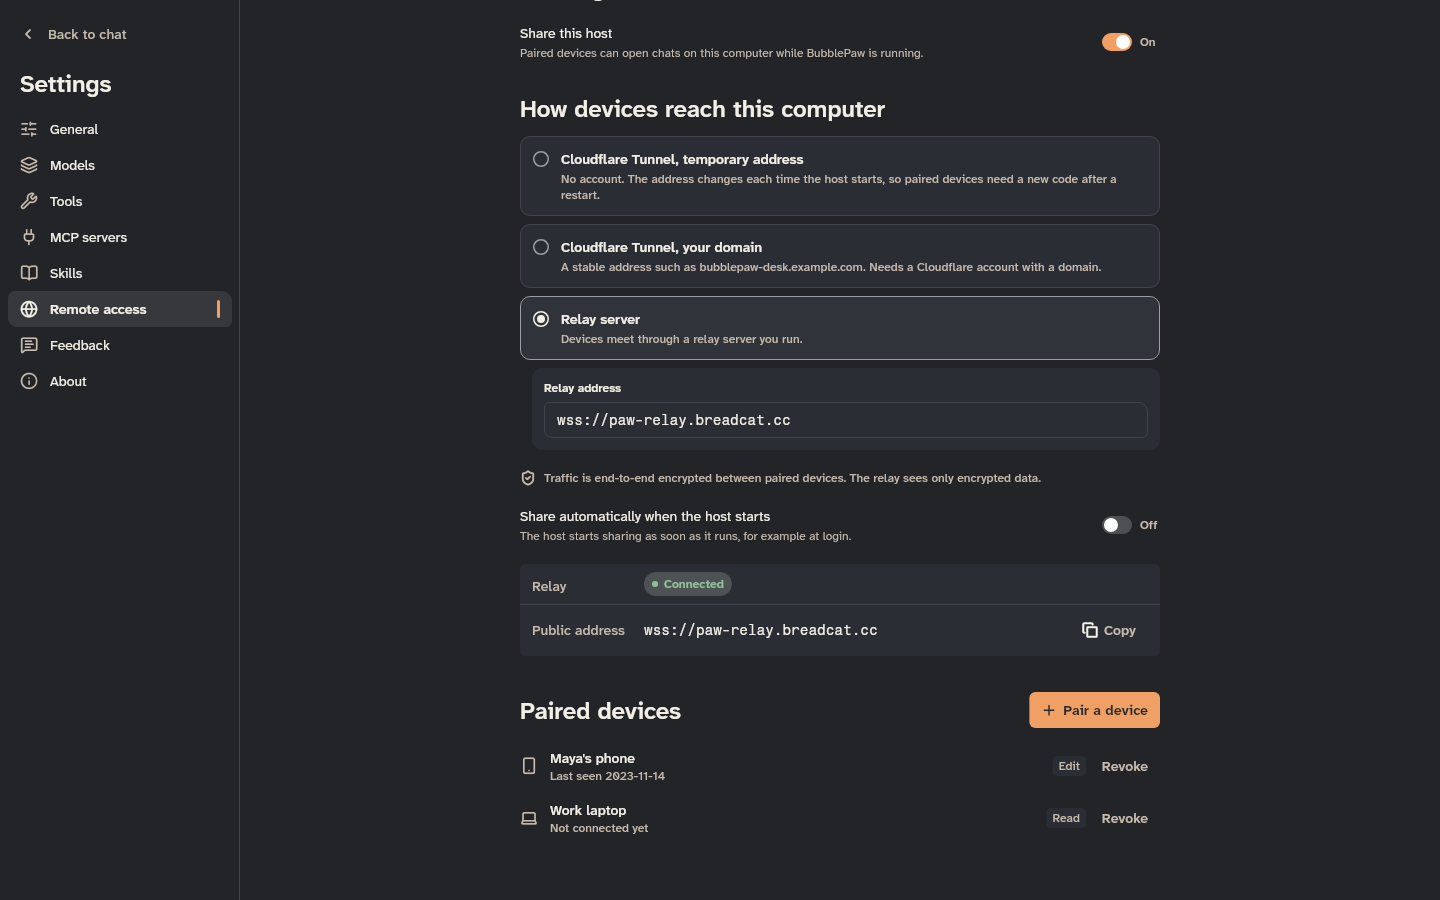 Back to chat
Settings
General
Models
Tools
MCP servers
Skills
Remote access
Feedback
About
Share this host
Paired devices can open chats on this computer while BubblePaw is running.
On
How devices reach this computer
Cloudflare Tunnel, temporary address
No account. The address changes each time the host starts, so paired devices need a new code after a
restart.
Cloudflare Tunnel, your domain
A stable address such as bubblepaw-desk.example.com. Needs a Cloudflare account with a domain.
Relay server
Devices meet through a relay server you run.
Relay address
wss://paw-relay.breadcat.cc
Traffic is end-to-end encrypted between paired devices. The relay sees only encrypted data.
Share automatically when the host starts
The host starts sharing as soon as it runs, for example at login.
Off
Relay
Connected
Public address
wss://paw-relay.breadcat.cc
Copy
Paired devices
Pair a device
Maya's phone
Last seen 2023-11-14
Edit
Revoke
Work laptop
Not connected yet
Read
Revoke